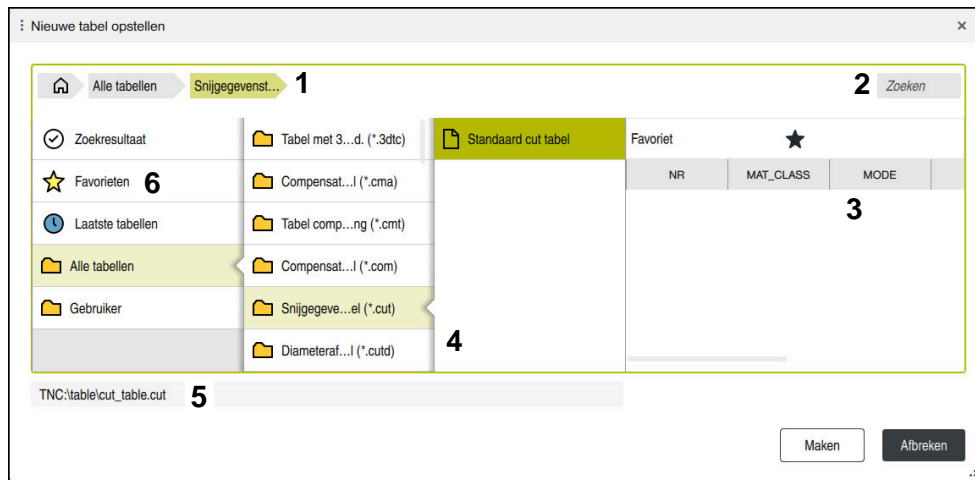 Nieuwe tabel opstellen
Alle tabellen Snijgegevenst... 1 2 Zoeken
Zoekresultaat Tabel met 3...d. (*.3dtc) Standaard cut tabel Favoriet
NR MAT_CLASS MODE
Favorieten 6 Compensat...l (*.cma) 3
Laatste tabellen Tabel comp...ng (*.cmt)
Alle tabellen Compensat...l (*.com)
Gebruiker Snijgegeve...el (*.cut)
4
Diameteraf...l (*.cutd)
TNC:\table\cut_table.cut 5
Maken Afbreken